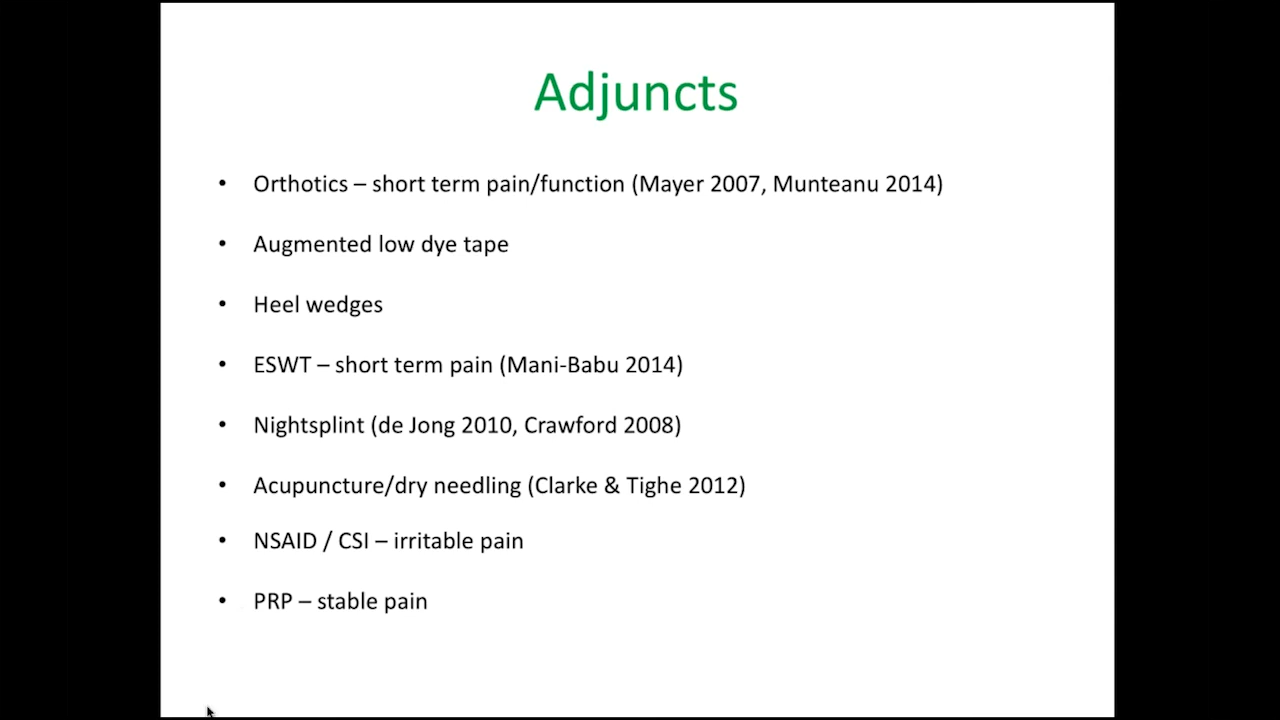 Adjuncts
• Orthotics – short term pain/function (Mayer 2007, Munteanu 2014)
• Augmented low dye tape
• Heel wedges
• ESWT – short term pain (Mani-Babu 2014)
• Nightsplint (de Jong 2010, Crawford 2008)
• Acupuncture/dry needling (Clarke & Tighe 2012)
• NSAID / CSI – irritable pain
• PRP – stable pain